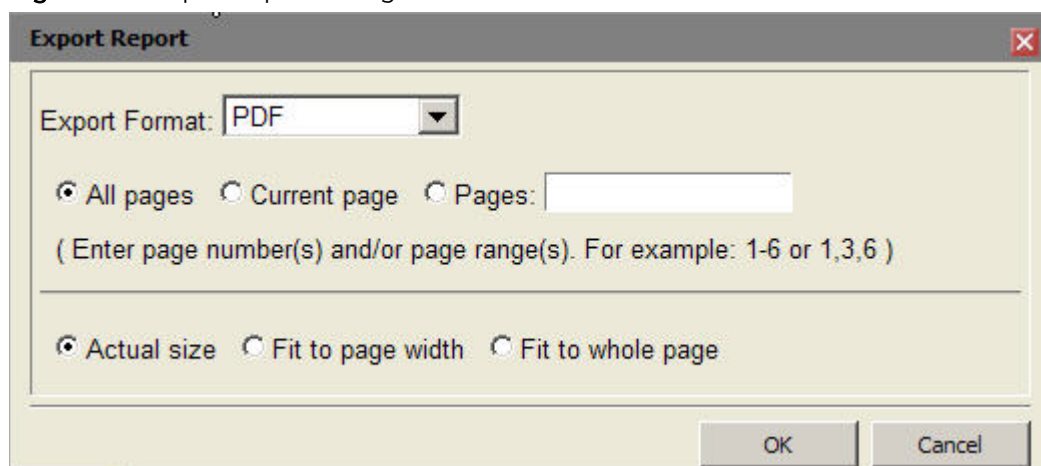 Export Report
Export Format: PDF
All pages Current page Pages:
( Enter page number(s) and/or page range(s). For example: 1-6 or 1,3,6 )
Actual size Fit to page width Fit to whole page
OK Cancel